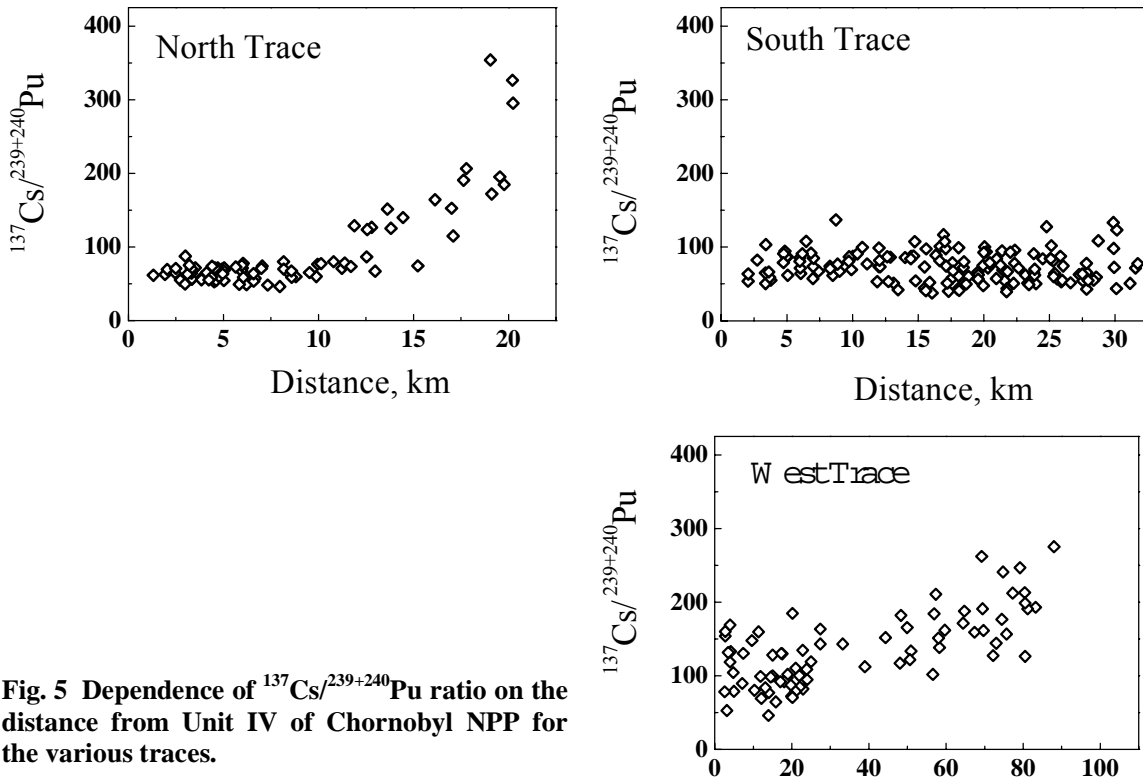 400
300
200
100
0
North Trace
137Cs/239+240Pu
0 5 10 15 20
Distance, km
400
300
200
100
0
South Trace
137Cs/239+240Pu
0 5 10 15 20 25 30
Distance, km
400
300
200
100
0
West Trace
137Cs/239+240Pu
0 20 40 60 80 100
Fig. 5 Dependence of 137Cs/239+240Pu ratio on the
distance from Unit IV of Chornobyl NPP for
the various traces.